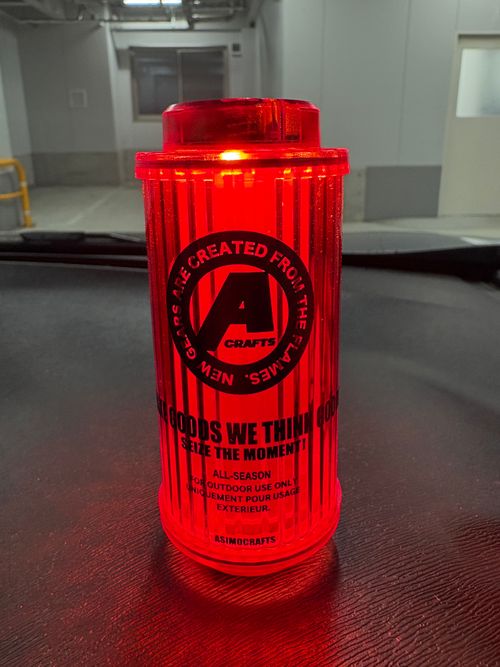 NEW GEARS ARE CREATED FROM THE FLAMES.
A
CRAFTS
GOODS WE THINK
SEIZE THE MOMENT!
ALL-SEASON
FOR OUTDOOR USE ONLY
UNIQUEMENT POUR USAGE
EXTERIEUR.
ASIMOCRAFTS